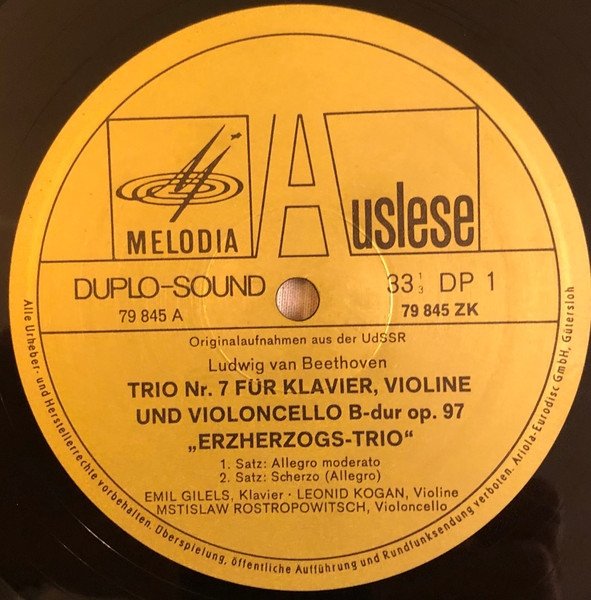 MELODIA
Auslese
DUPLO-SOUND
33 1/3 DP 1
79 845 A
79 845 ZK
Originalaufnahmen aus der UdSSR
Ludwig van Beethoven
TRIO Nr. 7 FÜR KLAVIER, VIOLINE
UND VIOLONCELLO B-dur op. 97
„ERZHERZOGS-TRIO“
1. Satz: Allegro moderato
2. Satz: Scherzo (Allegro)
EMIL GILELS, Klavier · LEONID KOGAN, Violine
MSTISLAW ROSTROPOWITSCH, Violoncello
Alle Urheber- und Herstellerrechte vorbehalten. Überspielung, öffentliche Aufführung und Rundfunksendung verboten. Ariola-Eurodisc GmbH, Gütersloh